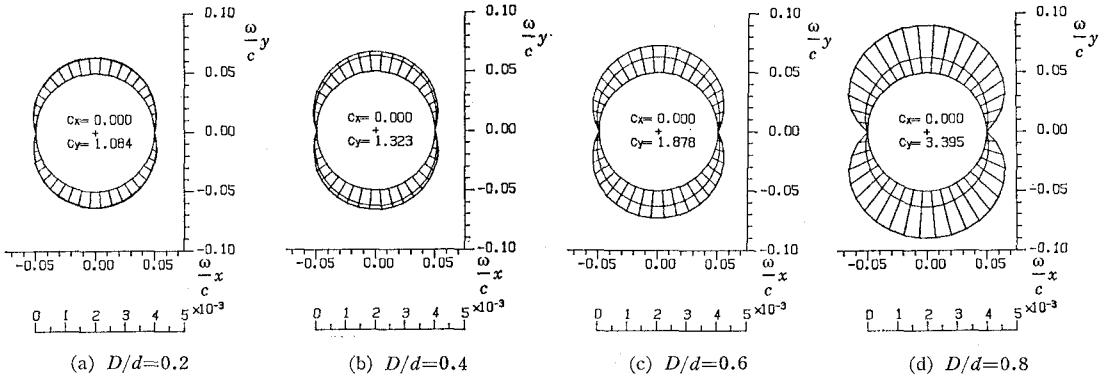 0.10
ω/c y
0.05
0.00
-0.05
-0.10
Cx= 0.000
+
Cy= 1.084
-0.05 0.00 0.05
ω/c x
0 1 2 3 4 5 ×10⁻³
(a) D/d=0.2
0.10
ω/c y
0.05
0.00
-0.05
-0.10
Cx= 0.000
+
Cy= 1.323
-0.05 0.00 0.05
ω/c x
0 1 2 3 4 5 ×10⁻³
(b) D/d=0.4
0.10
ω/c y
0.05
0.00
-0.05
-0.10
Cx= 0.000
+
Cy= 1.878
-0.05 0.00 0.05
ω/c x
0 1 2 3 4 5 ×10⁻³
(c) D/d=0.6
0.10
ω/c y
0.05
0.00
-0.05
-0.10
Cx= 0.000
+
Cy= 3.395
-0.05 0.00 0.05
ω/c x
0 1 2 3 4 5 ×10⁻³
(d) D/d=0.8